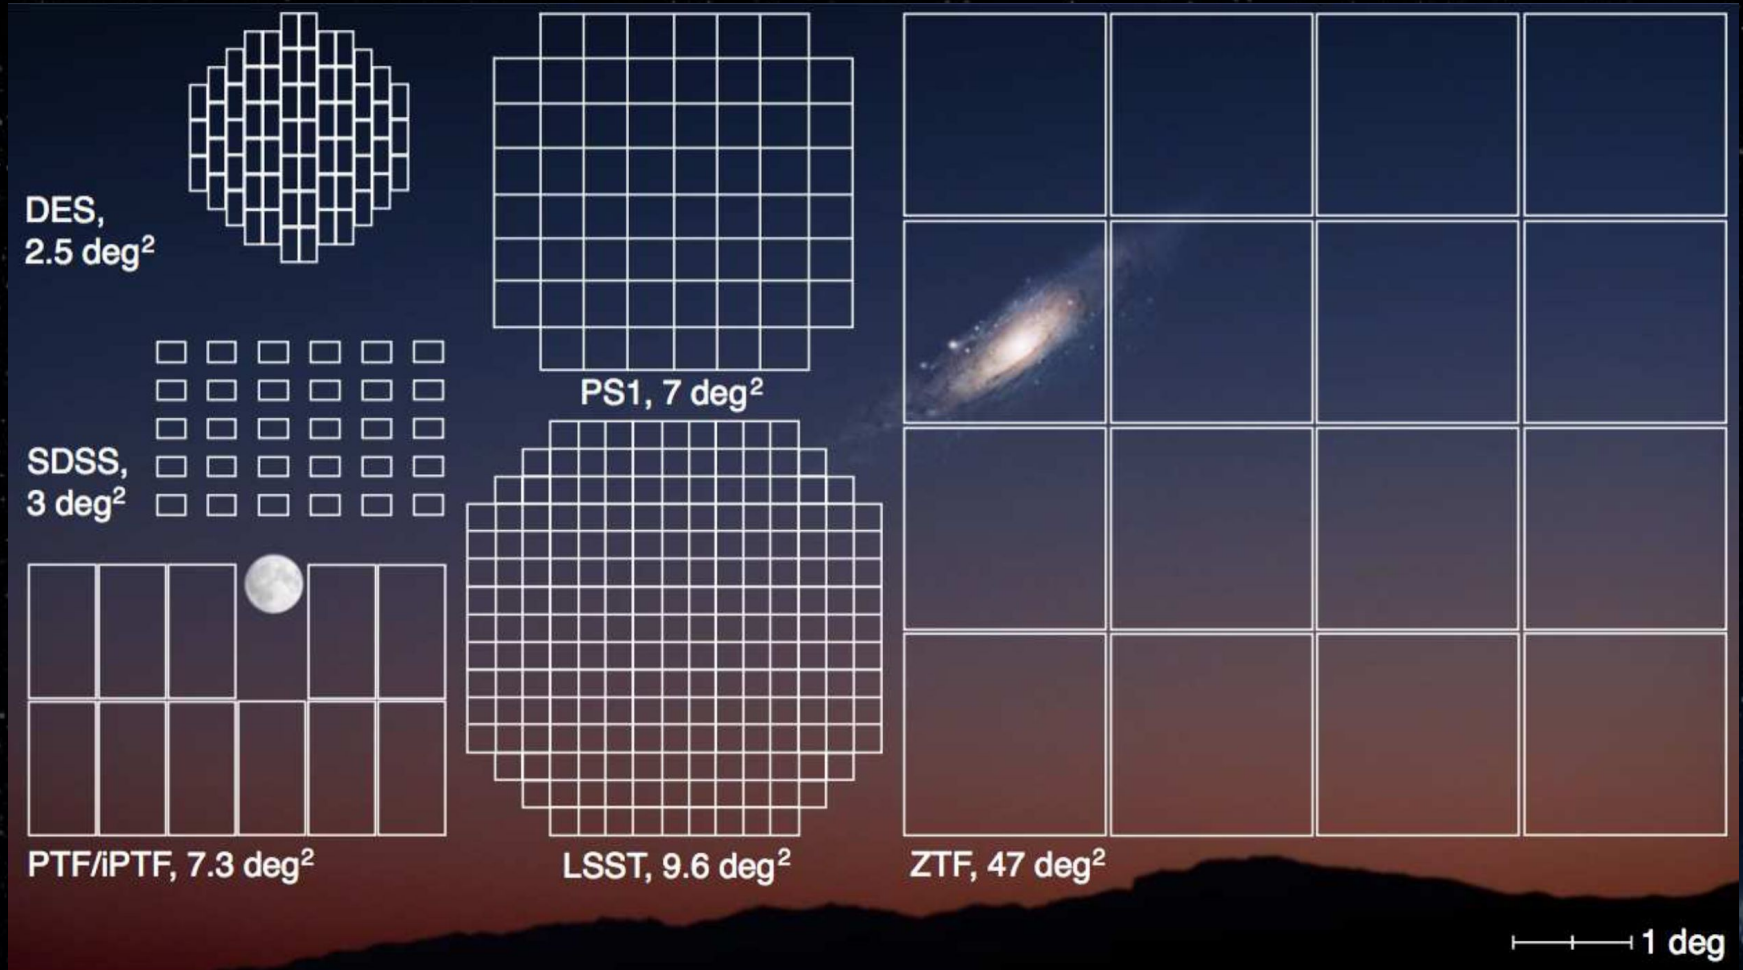 DES,
2.5 deg²
PS1, 7 deg²
SDSS,
3 deg²
PTF/iPTF, 7.3 deg²
LSST, 9.6 deg²
ZTF, 47 deg²
1 deg